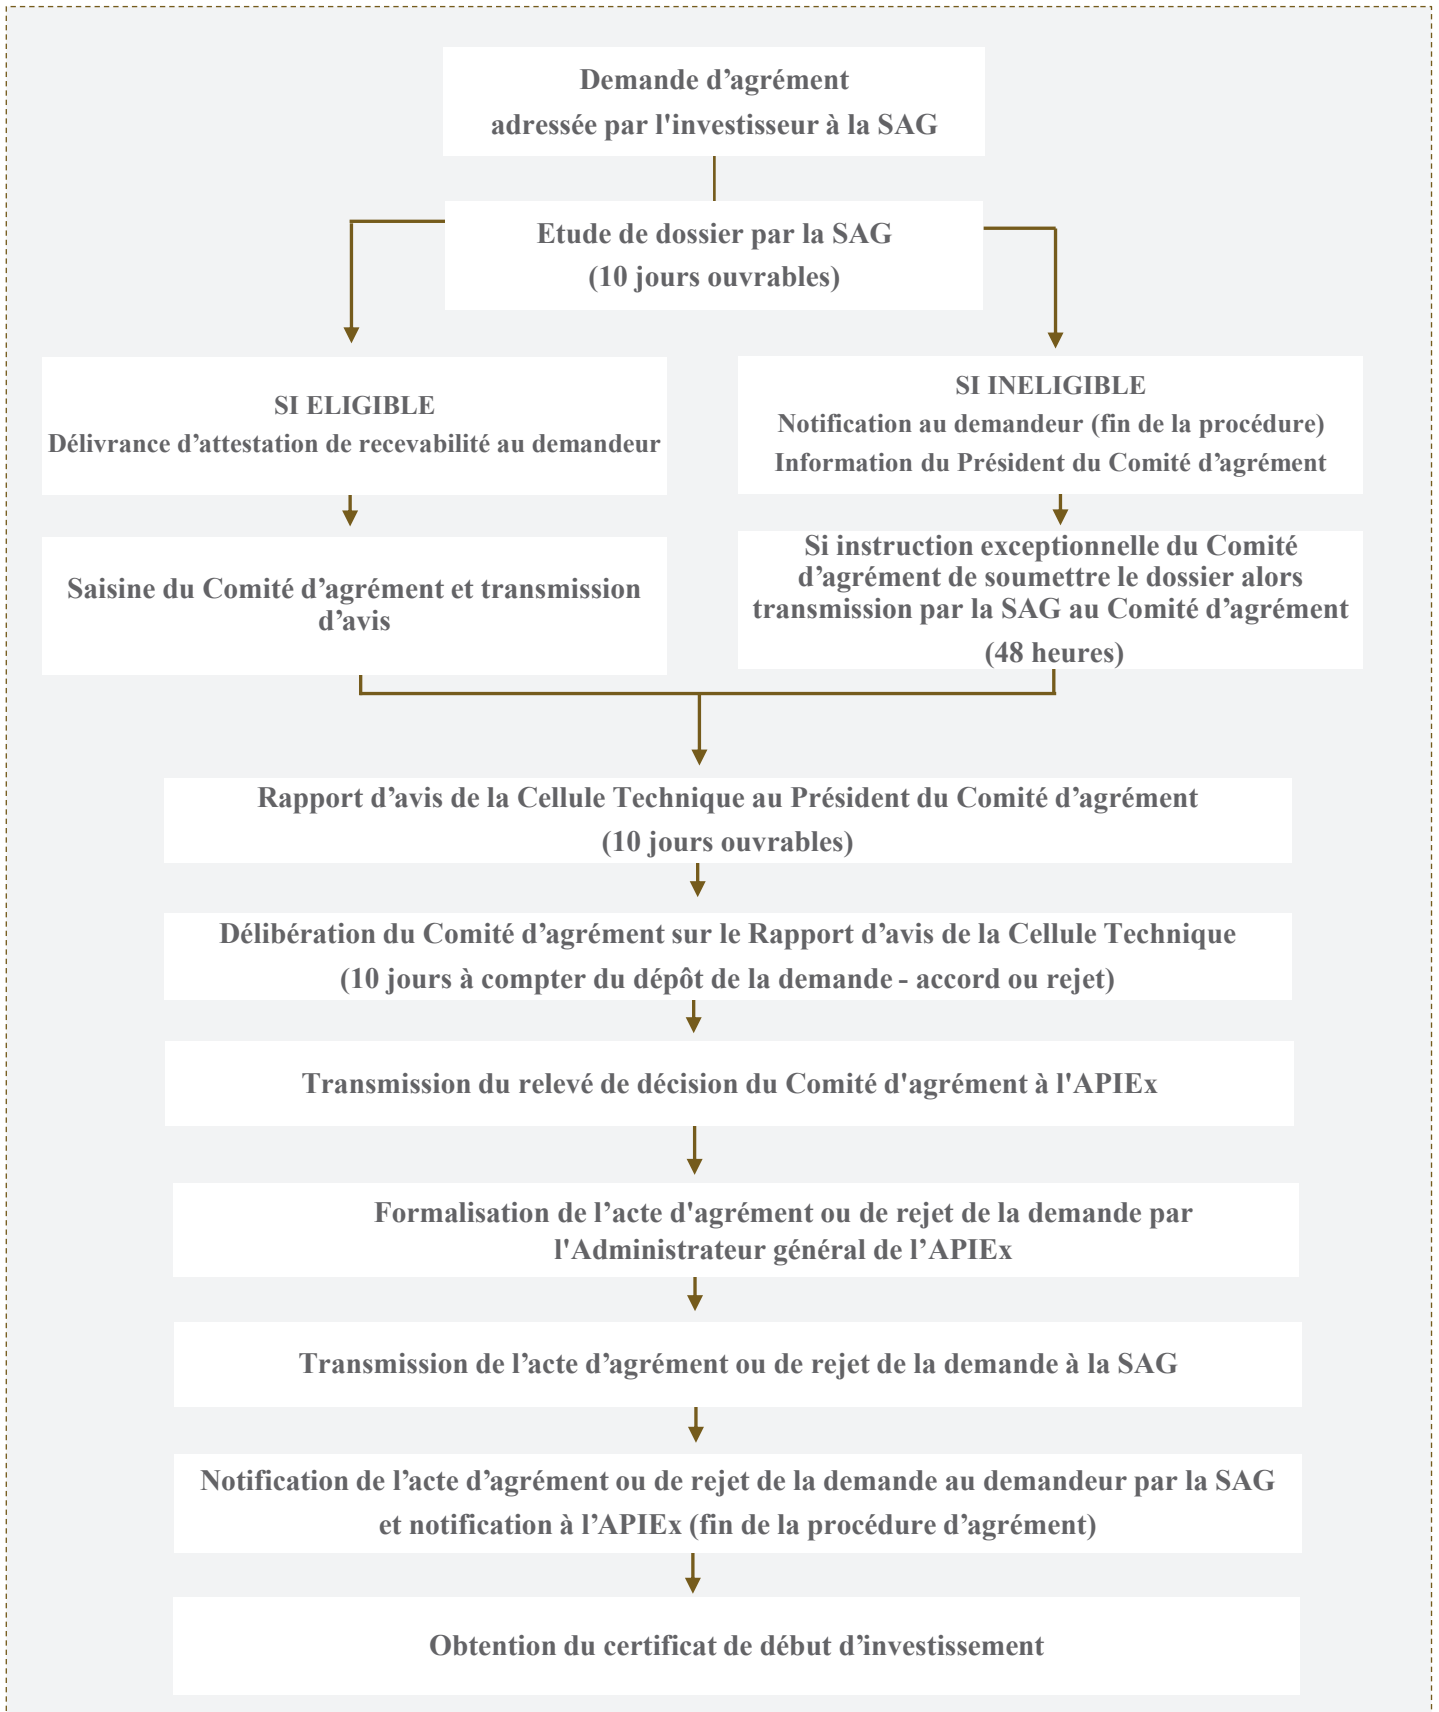 Demande d’agrément
adressée par l'investisseur à la SAG
Etude de dossier par la SAG
(10 jours ouvrables)
SI ELIGIBLE
Délivrance d’attestation de recevabilité au demandeur
SI INELIGIBLE
Notification au demandeur (fin de la procédure)
Information du Président du Comité d’agrément
Saisine du Comité d’agrément et transmission
d’avis
Si instruction exceptionnelle du Comité
d’agrément de soumettre le dossier alors
transmission par la SAG au Comité d’agrément
(48 heures)
Rapport d’avis de la Cellule Technique au Président du Comité d’agrément
(10 jours ouvrables)
Délibération du Comité d’agrément sur le Rapport d’avis de la Cellule Technique
(10 jours à compter du dépôt de la demande - accord ou rejet)
Transmission du relevé de décision du Comité d'agrément à l'APIEx
Formalisation de l’acte d'agrément ou de rejet de la demande par
l'Administrateur général de l’APIEx
Transmission de l’acte d’agrément ou de rejet de la demande à la SAG
Notification de l’acte d’agrément ou de rejet de la demande au demandeur par la SAG
et notification à l’APIEx (fin de la procédure d’agrément)
Obtention du certificat de début d’investissement